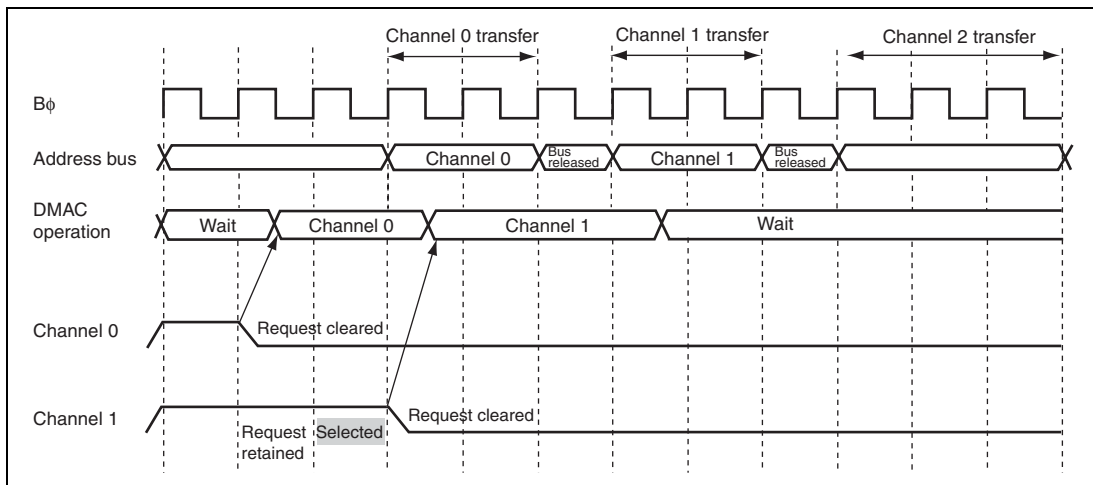 Channel 0 transfer Channel 1 transfer Channel 2 transfer
Bφ
Address bus Channel 0 Bus released Channel 1 Bus released
DMAC operation Wait Channel 0 Channel 1 Wait
Channel 0 Request cleared
Channel 1 Request cleared
Request retained Selected